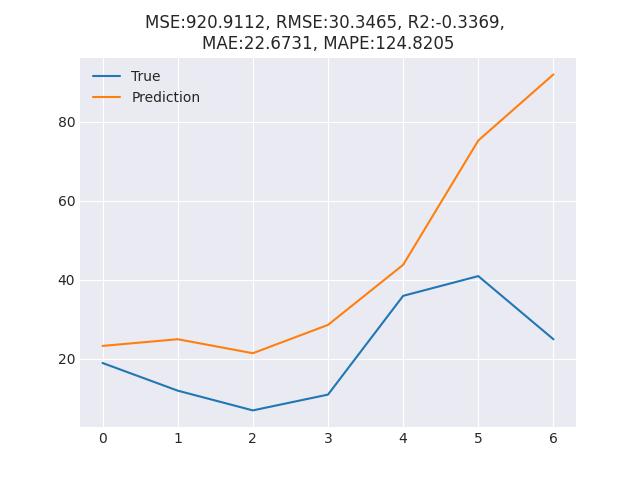 MSE:920.9112, RMSE:30.3465, R2:-0.3369,
MAE:22.6731, MAPE:124.8205
True
Prediction
80
60
40
20
0 1 2 3 4 5 6